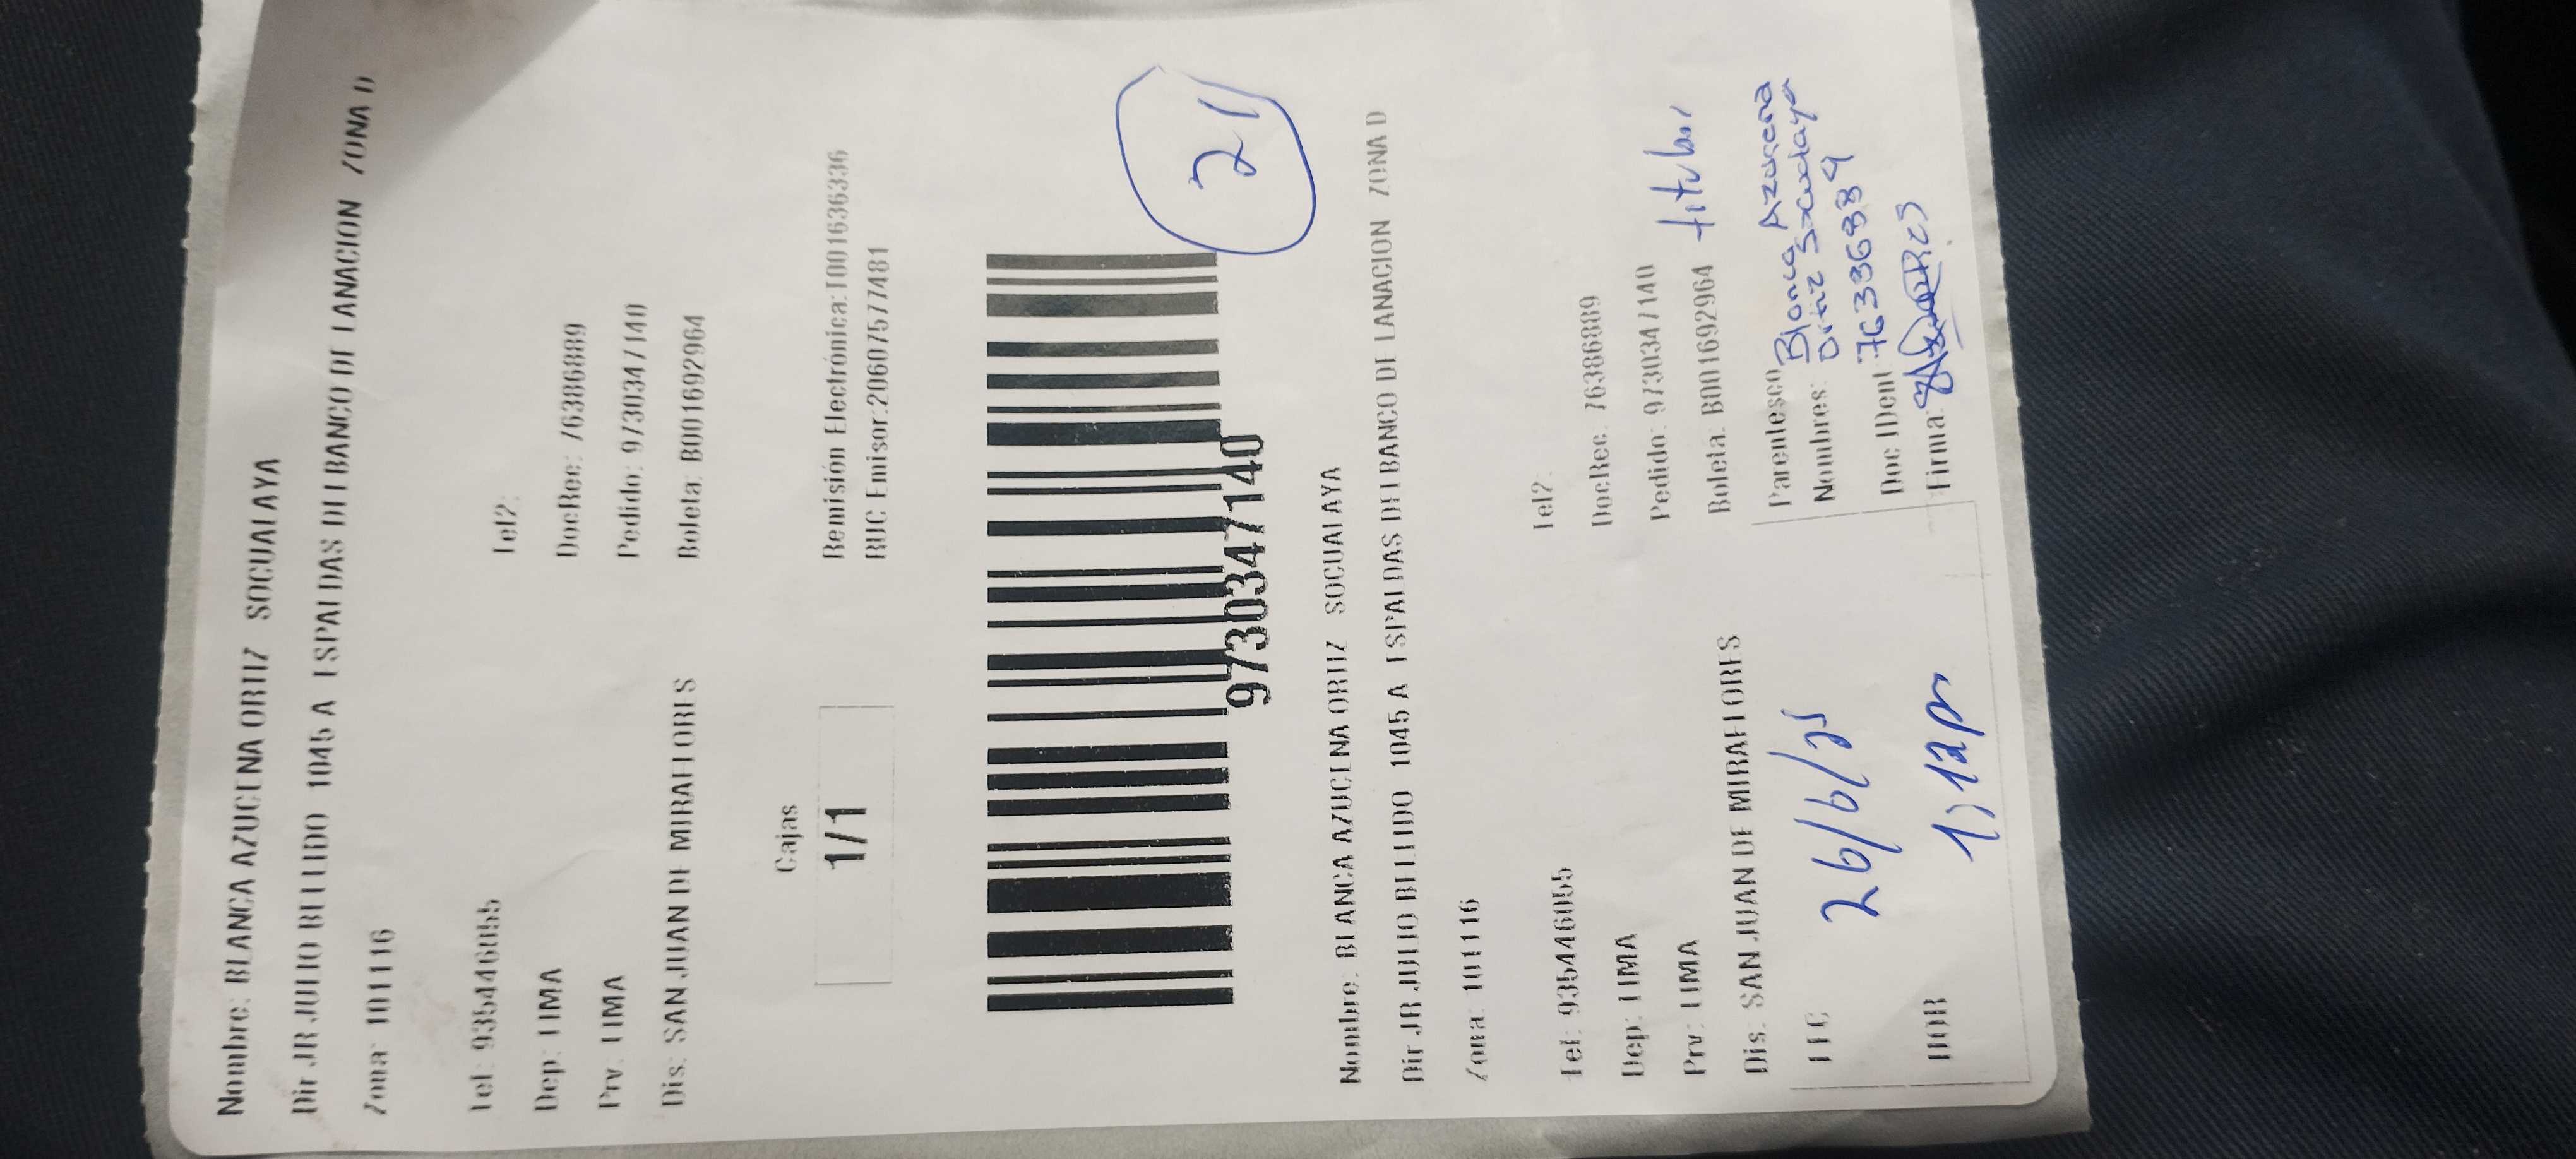 Nombre: BLANCA AZUCENA ORTIZ SOCUALAYA
Dir JR JULIO BELLIDO 1045 A ESPALDAS DEL BANCO DE LANACION ZONA D
Zona: 101116
Tel: 935446055
Tel2:
Dep: LIMA
DocRec: 76386889
Prv: LIMA
Pedido: 9730347140
Dis: SAN JUAN DE MIRAFLORES
Boleta: B001692964
Cajas
1/1
Remisión Electrónica:T001636336
RUC Emisor:20607577481
9730347140
21
Nombre: BLANCA AZUCENA ORTIZ SOCUALAYA
Dir JR JULIO BELLIDO 1045 A ESPALDAS DEL BANCO DE LANACION ZONA D
Zona: 101116
Tel: 935446055
Tel2:
Dep: LIMA
DocRec: 76386889
Prv: LIMA
Pedido: 9730347140
Dis: SAN JUAN DE MIRAFLORES
Boleta: B001692964
titular
Parentesco: Blanca Azucena
Nombres: Ortiz Socualaya
FEC 26/6/25
Doc IDent
Firma:
HOR 1:12pm